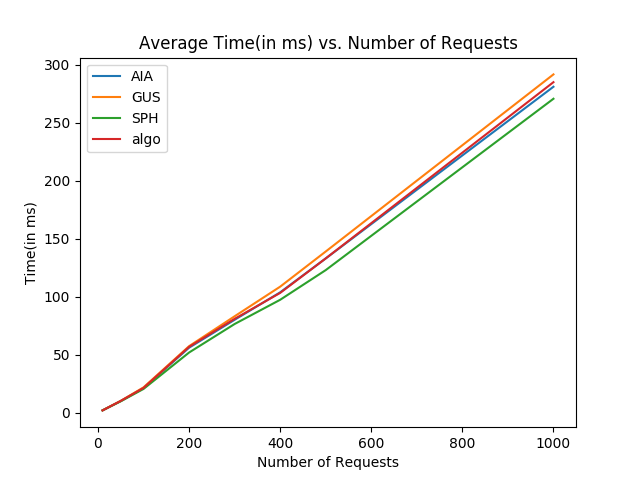 Average Time(in ms) vs. Number of Requests
AIA
GUS
SPH
algo
Time(in ms)
300
250
200
150
100
50
0
0 200 400 600 800 1000
Number of Requests